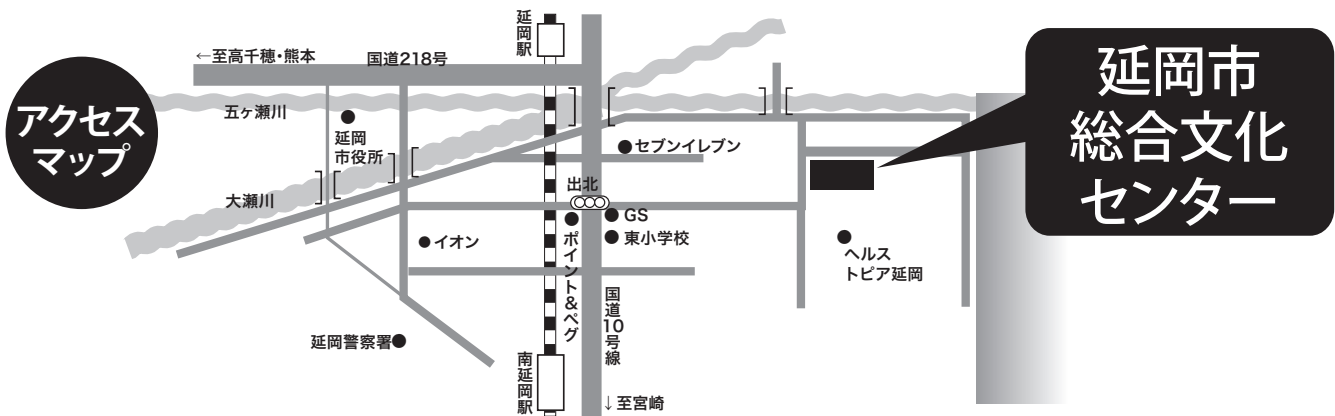 アクセス
マップ
←至高千穂・熊本
国道218号
延岡駅
五ヶ瀬川
延岡
市役所
大瀬川
セブンイレブン
出北
GS
東小学校
イオン
ポイント&ペグ
国道10号線
延岡警察署
南延岡駅
↓至宮崎
ヘルス
トピア延岡
延岡市
総合文化
センター